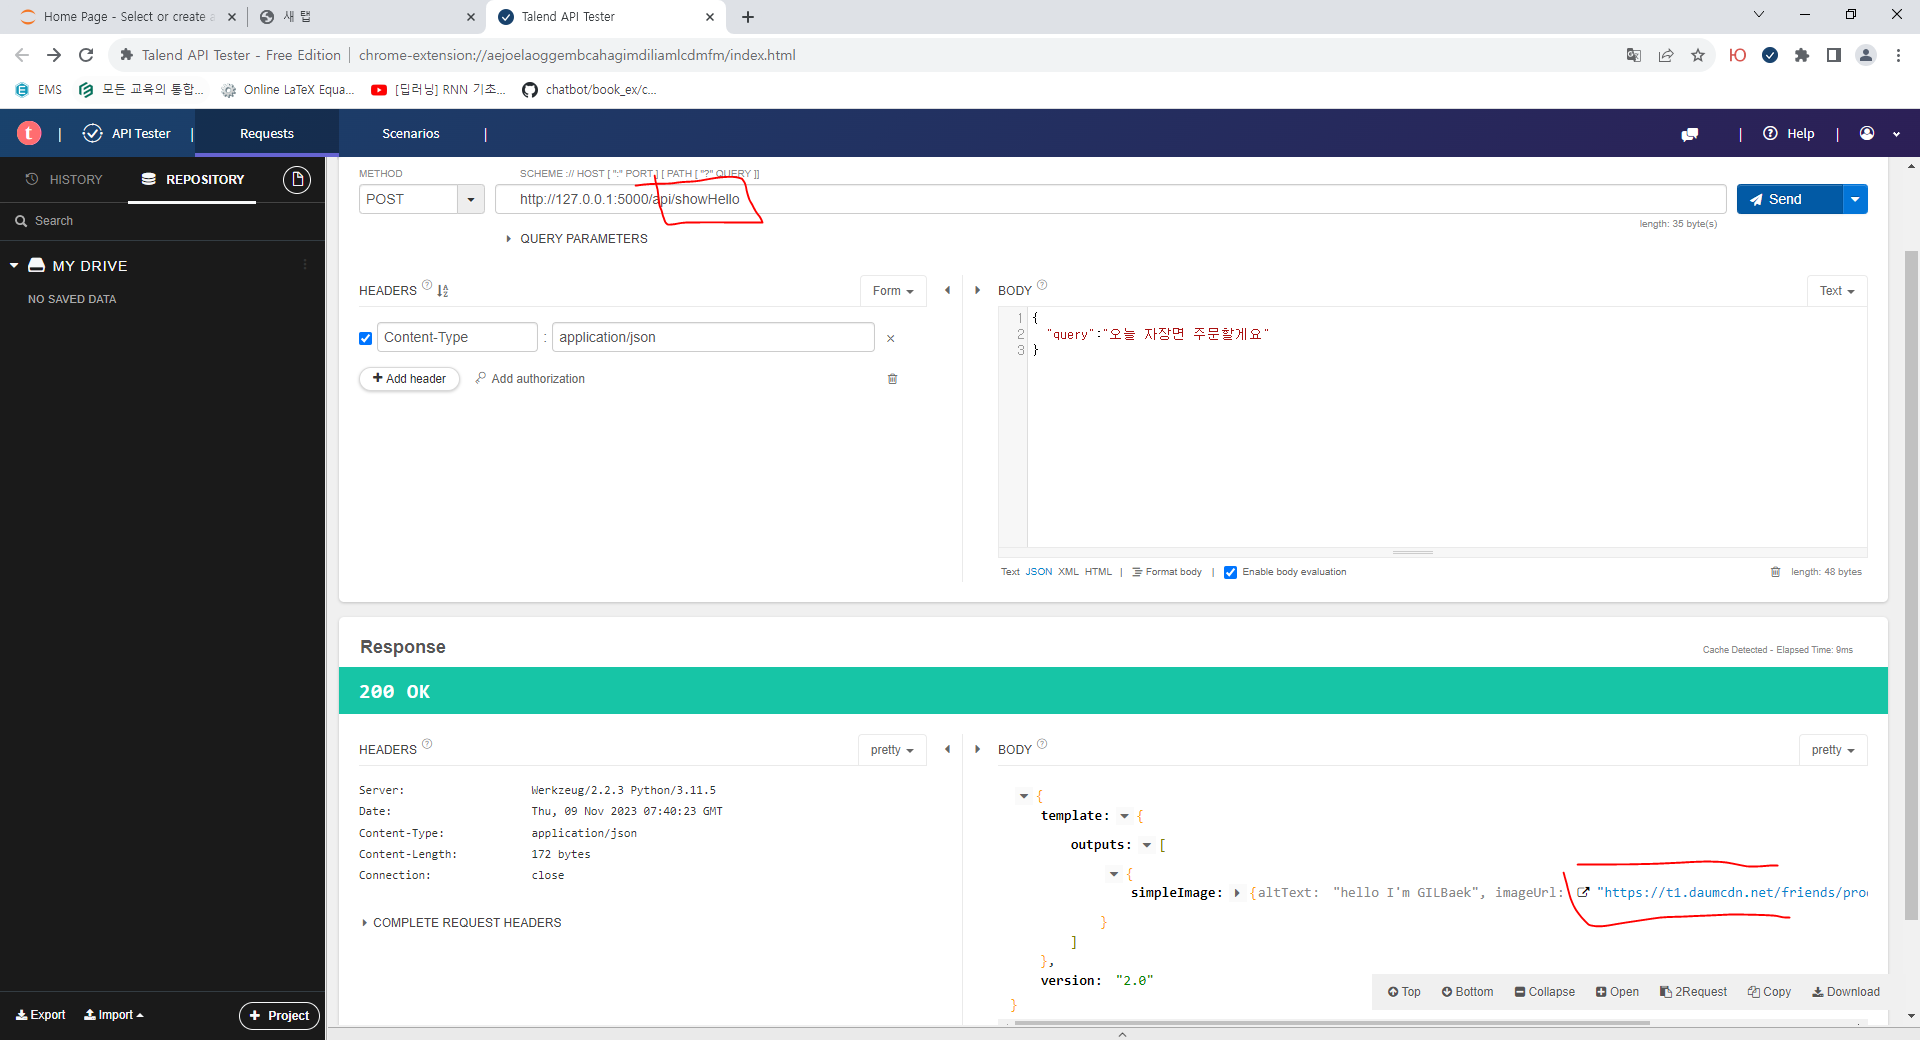 Home Page - Select or create a
새 탭
Talend API Tester
Talend API Tester - Free Edition
chrome-extension://aejoelaoggembcahagimdiliamlcdmfm/index.html
EMS
모든 교육의 통합...
Online LaTeX Equa...
[딥러닝] RNN 기초...
chatbot/book_ex/c...
t | API Tester | Requests Scenarios | | Help |
HISTORY
REPOSITORY
Search
MY DRIVE
NO SAVED DATA
Export
Import
+ Project
METHOD
SCHEME :// HOST [ ":" PORT ] [ PATH [ "?" QUERY ]]
POST
http://127.0.0.1:5000/api/showHello
Send
length: 35 byte(s)
QUERY PARAMETERS
HEADERS
Form
Content-Type : application/json
+ Add header
Add authorization
BODY
Text
1 {
2 "query":"오늘 자장면 주문할게요"
3 }
Text JSON XML HTML | Format body | Enable body evaluation
length: 48 bytes
Response
Cache Detected - Elapsed Time: 9ms
200 OK
HEADERS
pretty
Server: Werkzeug/2.2.3 Python/3.11.5
Date: Thu, 09 Nov 2023 07:40:23 GMT
Content-Type: application/json
Content-Length: 172 bytes
Connection: close
COMPLETE REQUEST HEADERS
BODY
pretty
{
template: {
outputs: [
{
simpleImage: {altText: "hello I'm GILBaek", imageUrl: "https://t1.daumcdn.net/friends/pro
}
]
},
version: "2.0"
}
Top
Bottom
Collapse
Open
2Request
Copy
Download